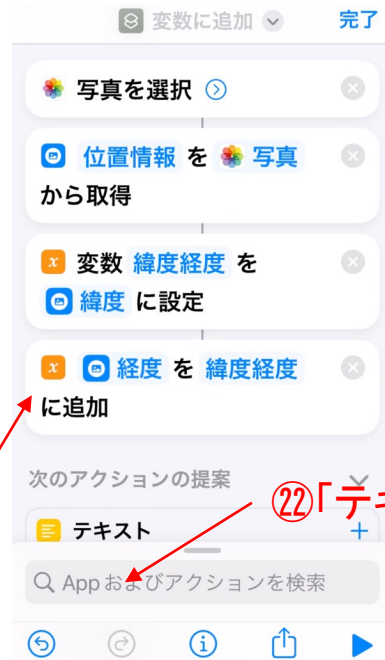 変数に追加
完了
写真を選択
位置情報 を 写真
から取得
変数 緯度経度 を
緯度 に設定
経度 を 緯度経度
に追加
次のアクションの提案
㉒「テキ
テキスト
Appおよびアクションを検索